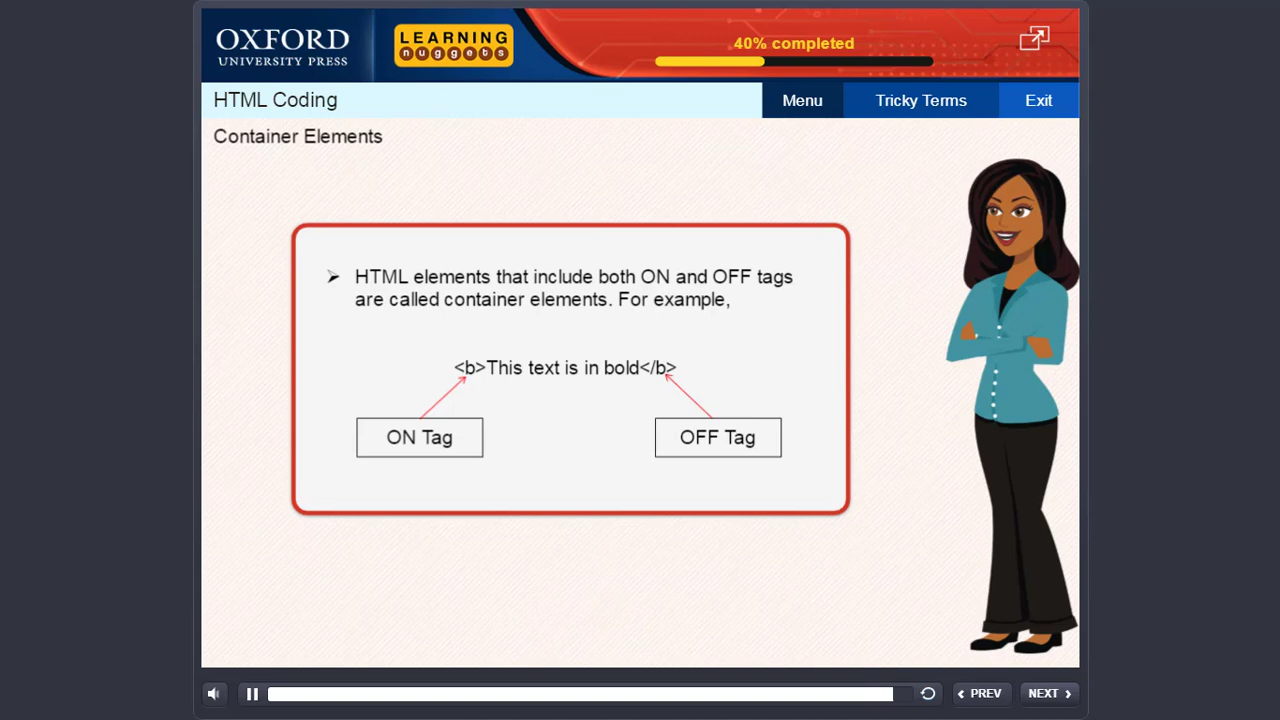 OXFORD
UNIVERSITY PRESS
LEARNING
nuggets
40% completed
HTML Coding
Menu
Tricky Terms
Exit
Container Elements
➢ HTML elements that include both ON and OFF tags
are called container elements. For example,
<b>This text is in bold</b>
ON Tag
OFF Tag
PREV
NEXT